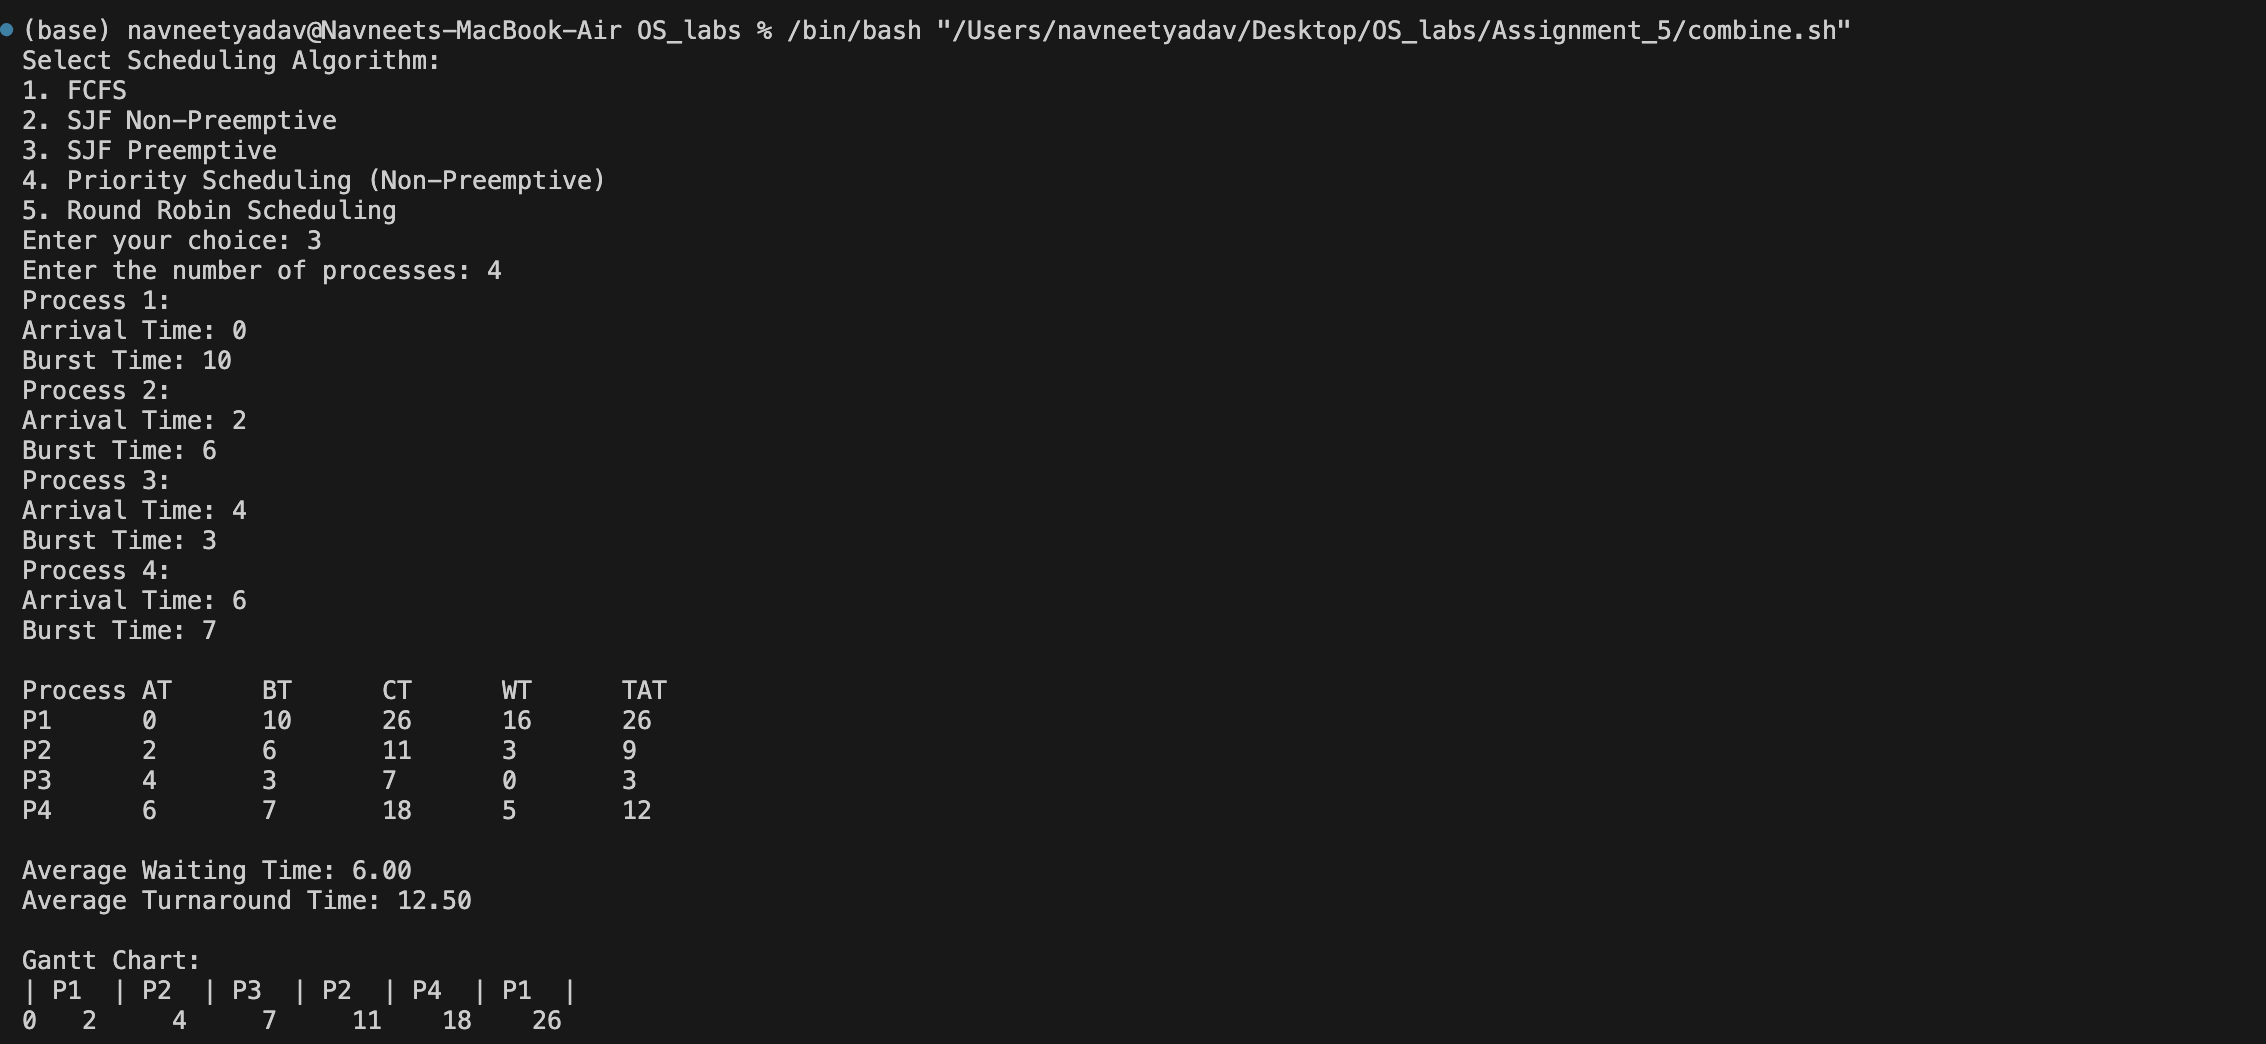 (base) navneetyadav@Navneets-MacBook-Air OS_labs % /bin/bash "/Users/navneetyadav/Desktop/OS_labs/Assignment_5/combine.sh"
Select Scheduling Algorithm:
1. FCFS
2. SJF Non-Preemptive
3. SJF Preemptive
4. Priority Scheduling (Non-Preemptive)
5. Round Robin Scheduling
Enter your choice: 3
Enter the number of processes: 4
Process 1:
Arrival Time: 0
Burst Time: 10
Process 2:
Arrival Time: 2
Burst Time: 6
Process 3:
Arrival Time: 4
Burst Time: 3
Process 4:
Arrival Time: 6
Burst Time: 7

Process AT      BT      CT      WT      TAT
P1      0       10      26      16      26
P2      2       6       11      3       9
P3      4       3       7       0       3
P4      6       7       18      5       12

Average Waiting Time: 6.00
Average Turnaround Time: 12.50

Gantt Chart:
| P1  | P2  | P3  | P2  | P4  | P1  |
0   2     4     7     11    18    26